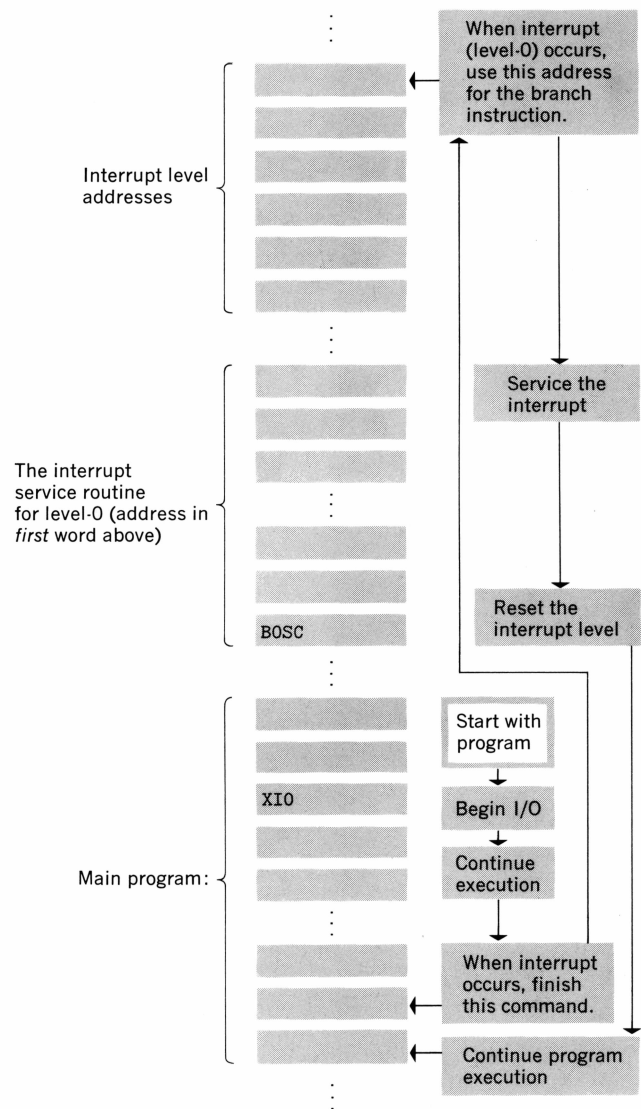 When interrupt
(level-0) occurs,
use this address
for the branch
instruction.
Interrupt level
addresses
Service the
interrupt
The interrupt
service routine
for level-0 (address in
first word above)
Reset the
interrupt level
BOSC
Start with
program
XIO
Begin I/O
Continue
execution
Main program:
When interrupt
occurs, finish
this command.
Continue program
execution